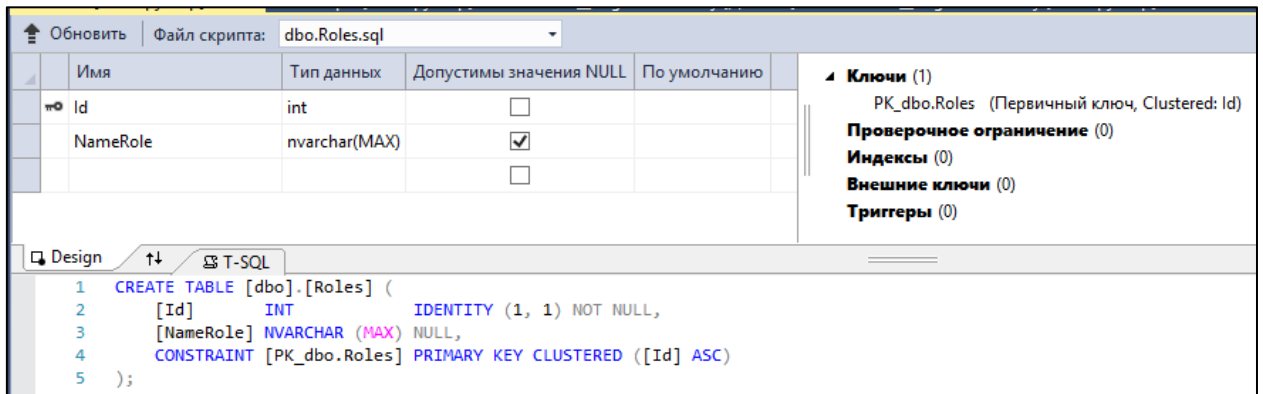 Обновить Файл скрипта: dbo.Roles.sql
Имя Тип данных Допустимы значения NULL По умолчанию
Id int
NameRole nvarchar(MAX)
Ключи (1)
PK_dbo.Roles (Первичный ключ, Clustered: Id)
Проверочное ограничение (0)
Индексы (0)
Внешние ключи (0)
Триггеры (0)
Design T-SQL
1 CREATE TABLE [dbo].[Roles] (
2 [Id] INT IDENTITY (1, 1) NOT NULL,
3 [NameRole] NVARCHAR (MAX) NULL,
4 CONSTRAINT [PK_dbo.Roles] PRIMARY KEY CLUSTERED ([Id] ASC)
5 );